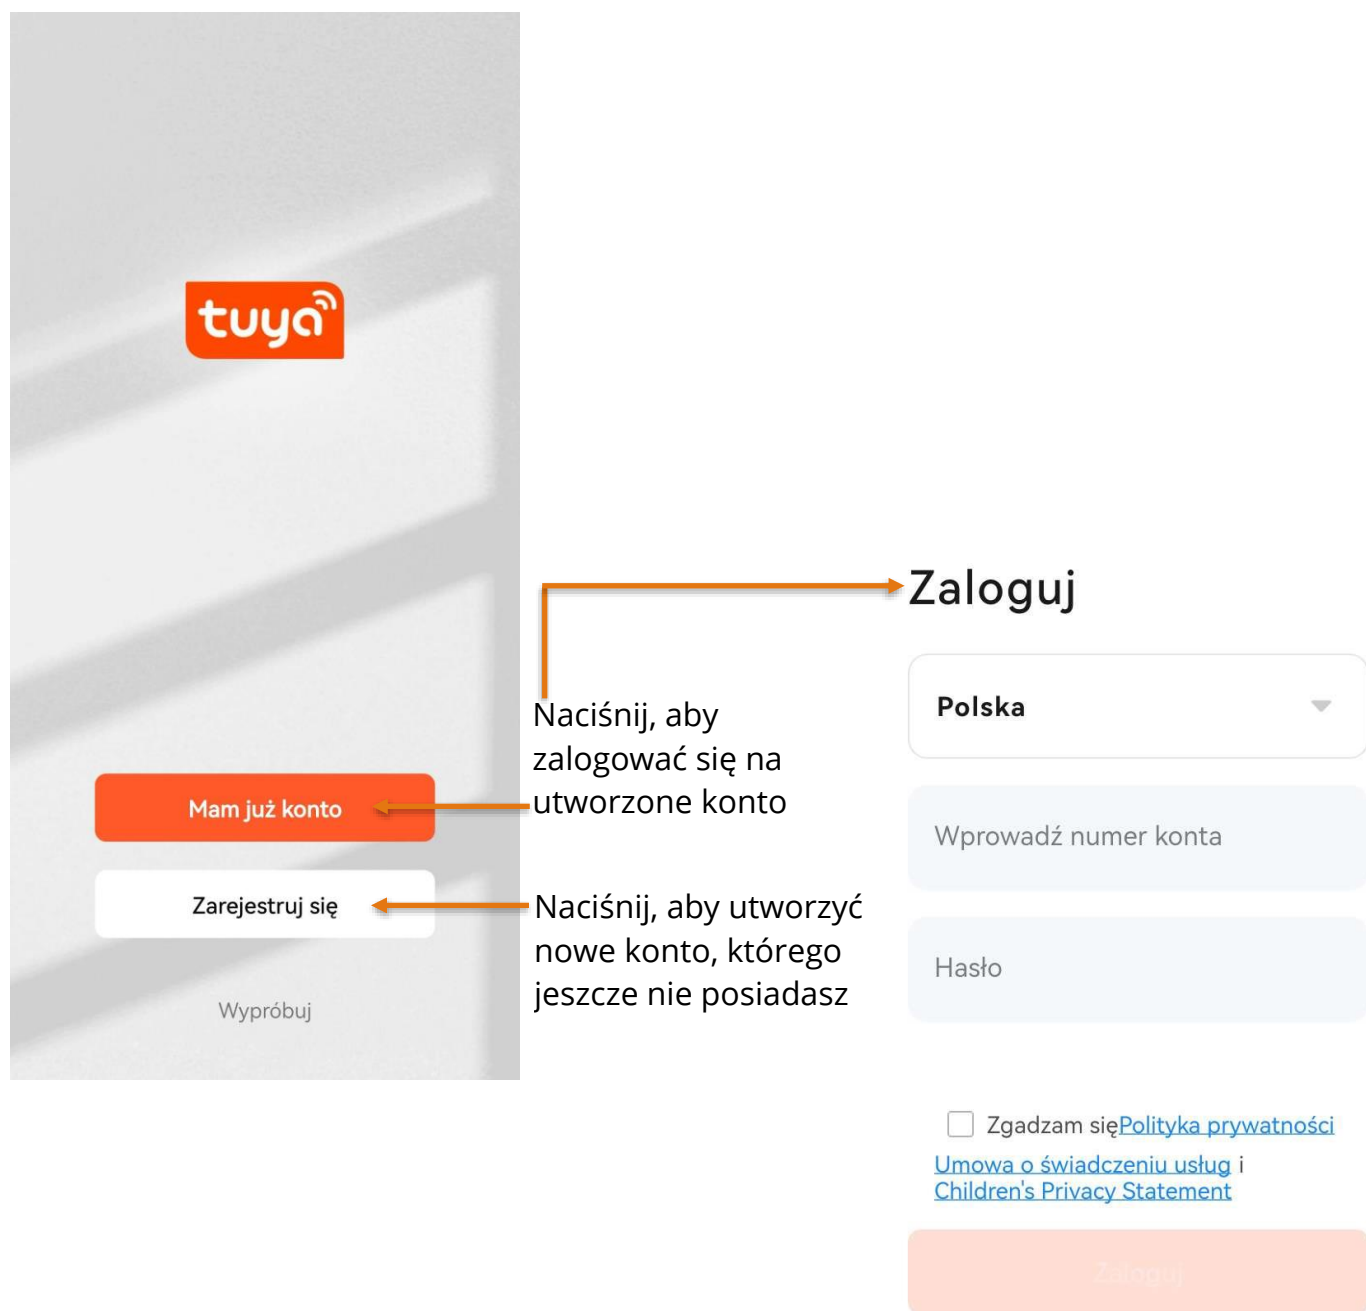 tuya
Mam już konto
Zarejestruj się
Wypróbuj
Naciśnij, aby
zalogować się na
utworzone konto
Naciśnij, aby utworzyć
nowe konto, którego
jeszcze nie posiadasz
Zaloguj
Polska
Wprowadź numer konta
Hasło
Zgadzam sięPolityka prywatności
Umowa o świadczeniu usług i
Children's Privacy Statement
Zaloguj